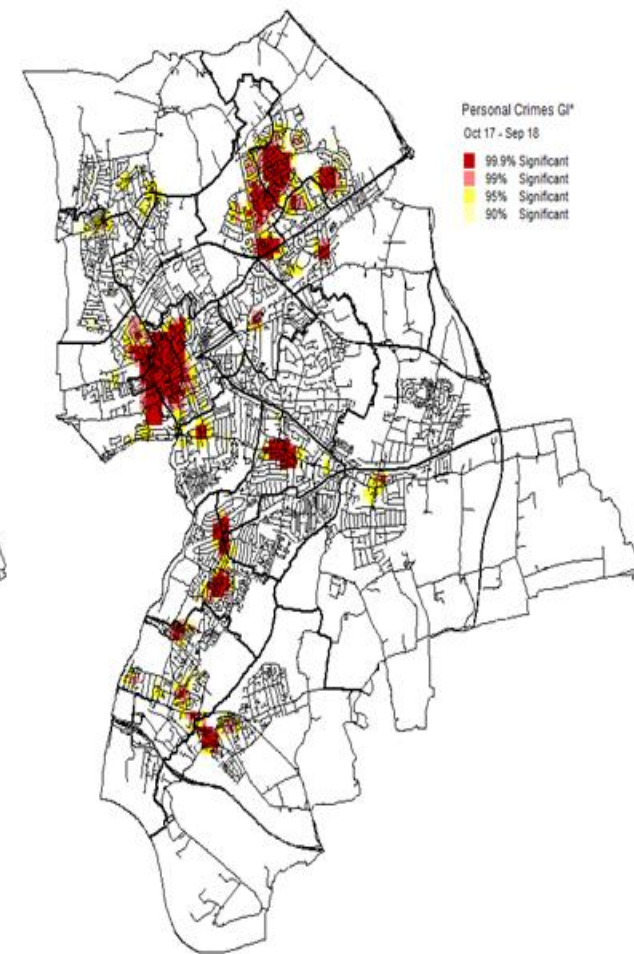 Personal Crimes GI*
Oct 17 - Sep 18
99.9% Significant
99% Significant
95% Significant
90% Significant